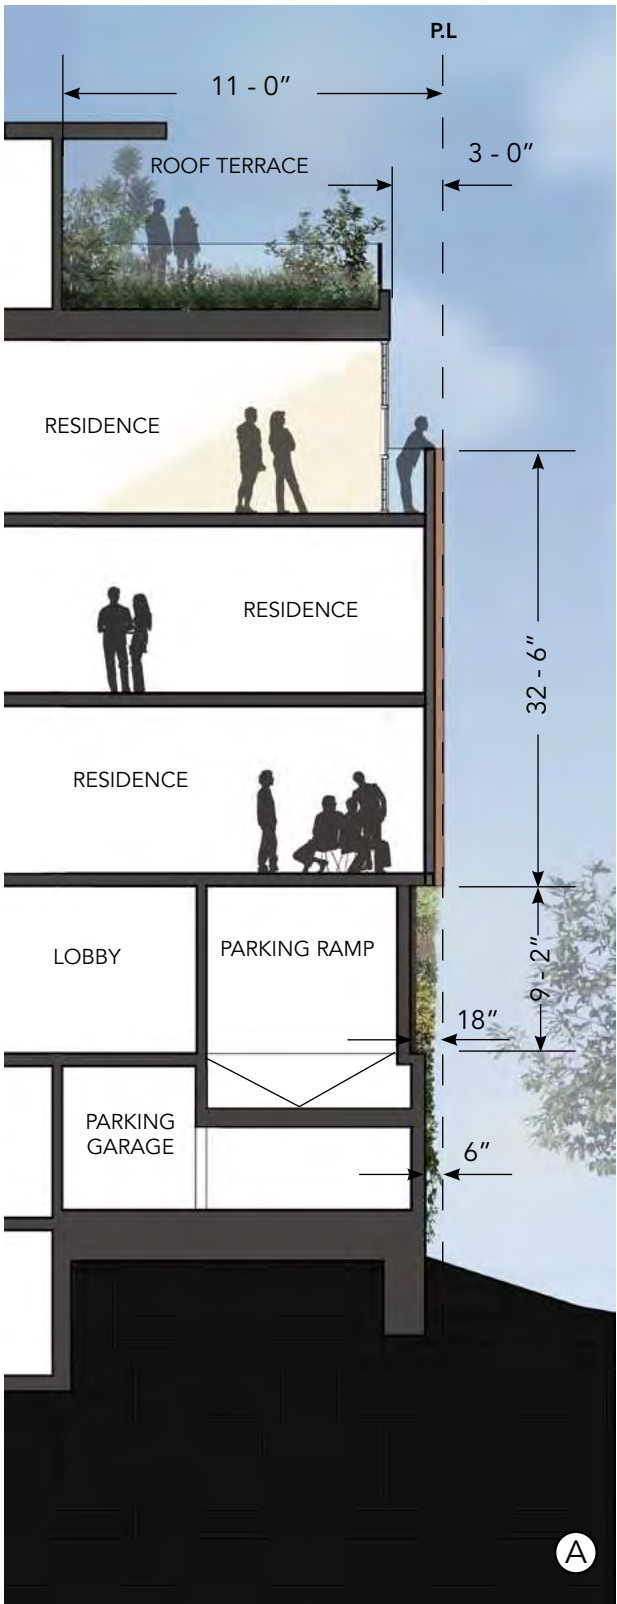 P.L
11 - 0”
3 - 0”
ROOF TERRACE
RESIDENCE
RESIDENCE
32 - 6”
RESIDENCE
LOBBY
PARKING RAMP
9 - 2”
18”
PARKING
GARAGE
6”
A